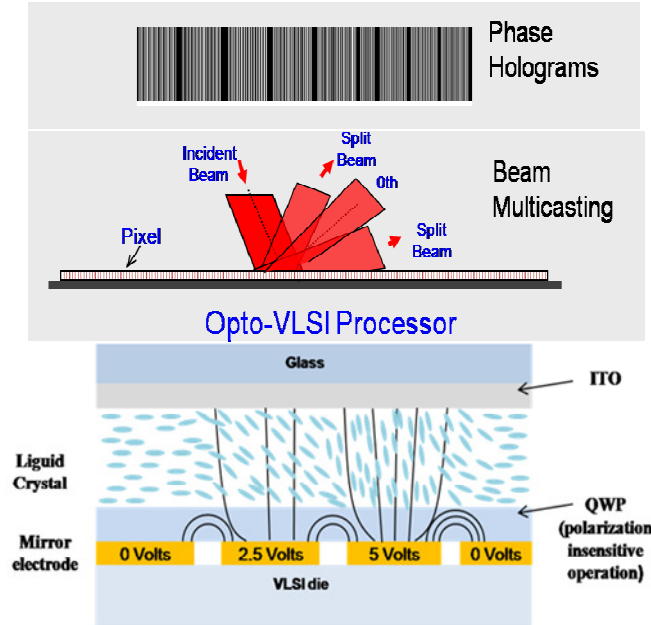 Phase
Holograms
Incident
Beam
Split
Beam
0th
Beam
Multicasting
Split
Beam
Pixel
Opto-VLSI Processor
Glass
ITO
Liguid
Crystal
QWP
(polarization
insensitive
operation)
Mirror
electrode
0 Volts
2.5 Volts
5 Volts
0 Volts
VLSI die